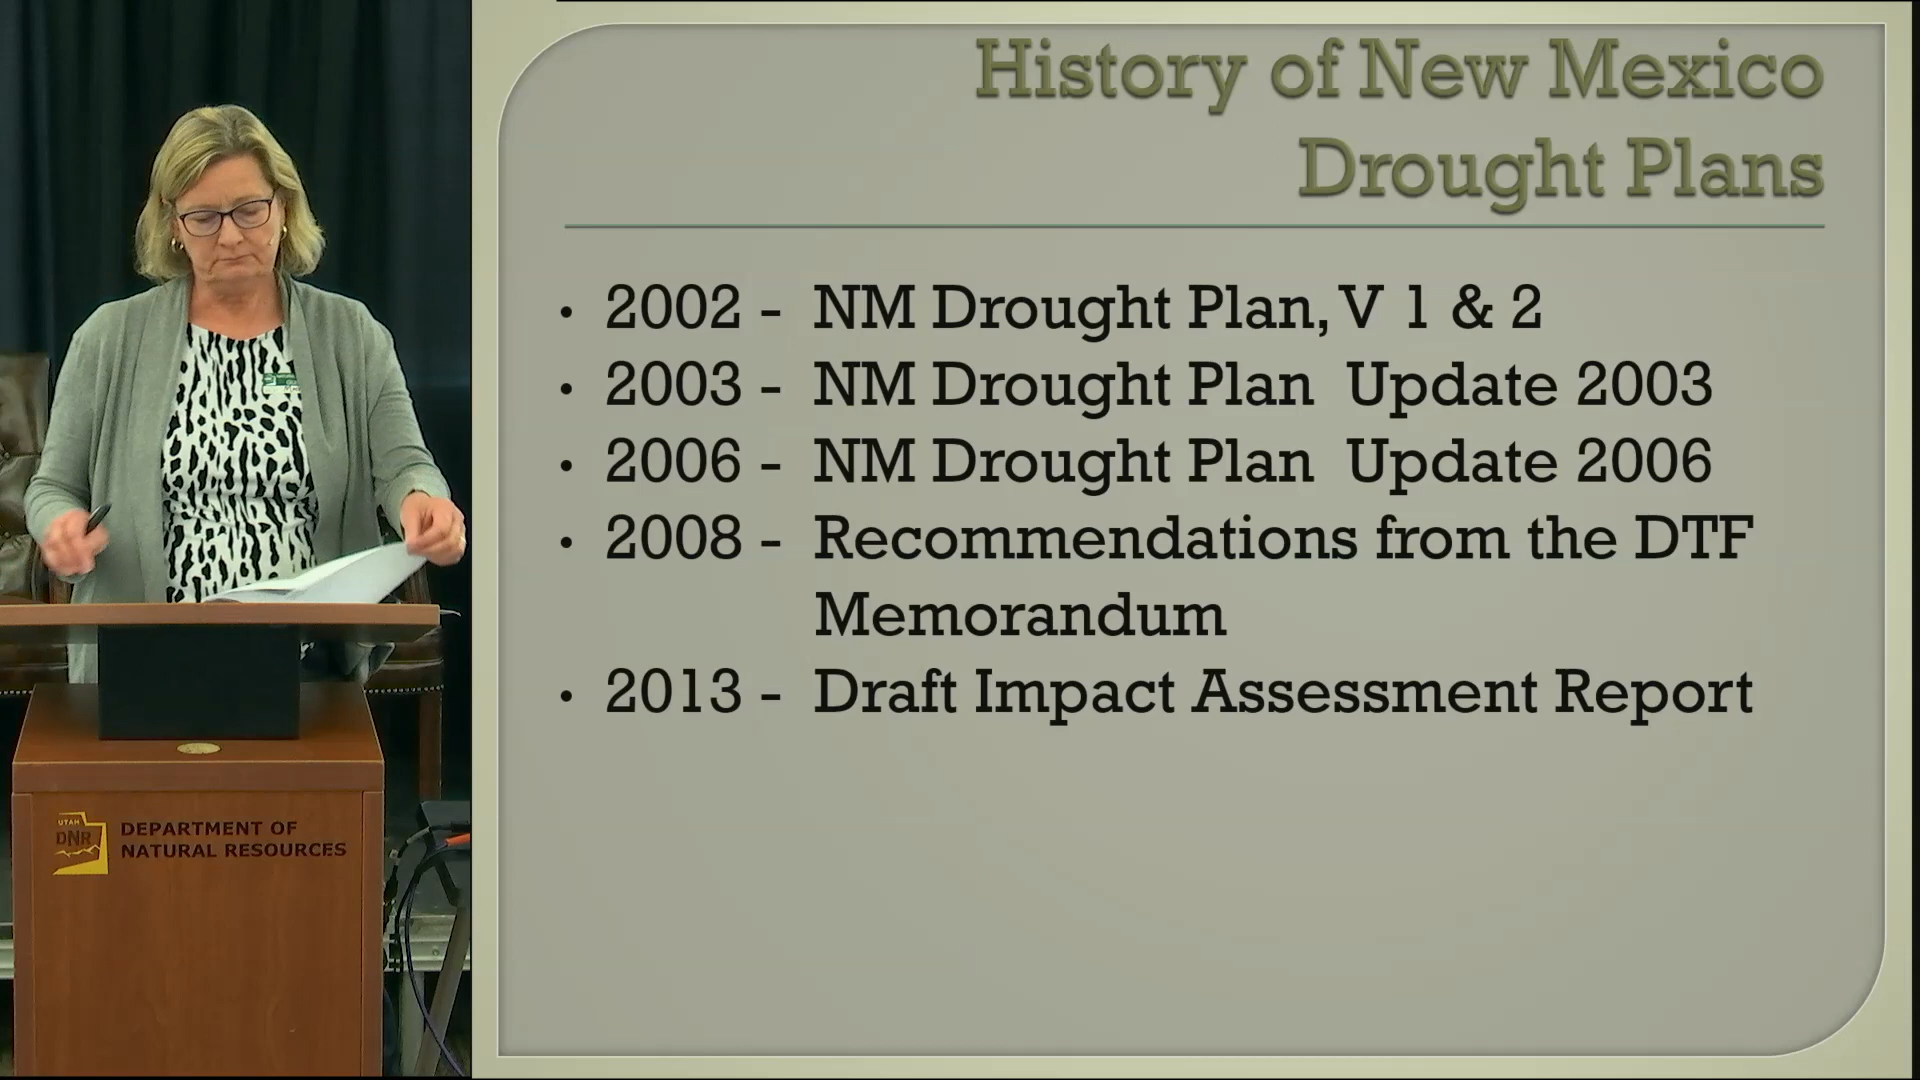 History of New Mexico
Drought Plans
• 2002 - NM Drought Plan, V 1 & 2
• 2003 - NM Drought Plan Update 2003
• 2006 - NM Drought Plan Update 2006
• 2008 - Recommendations from the DTF
Memorandum
• 2013 - Draft Impact Assessment Report
UTAH
DNR
DEPARTMENT OF
NATURAL RESOURCES